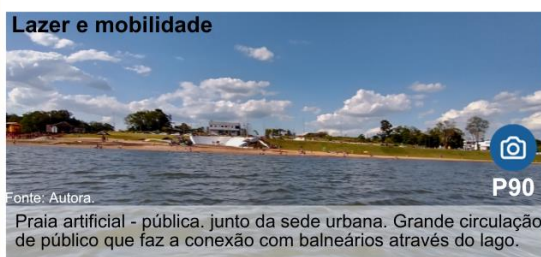 Lazer e mobilidade
P90
Fonte: Autora.
Praia artificial - pública. junto da sede urbana. Grande circulação
de público que faz a conexão com balneários através do lago.